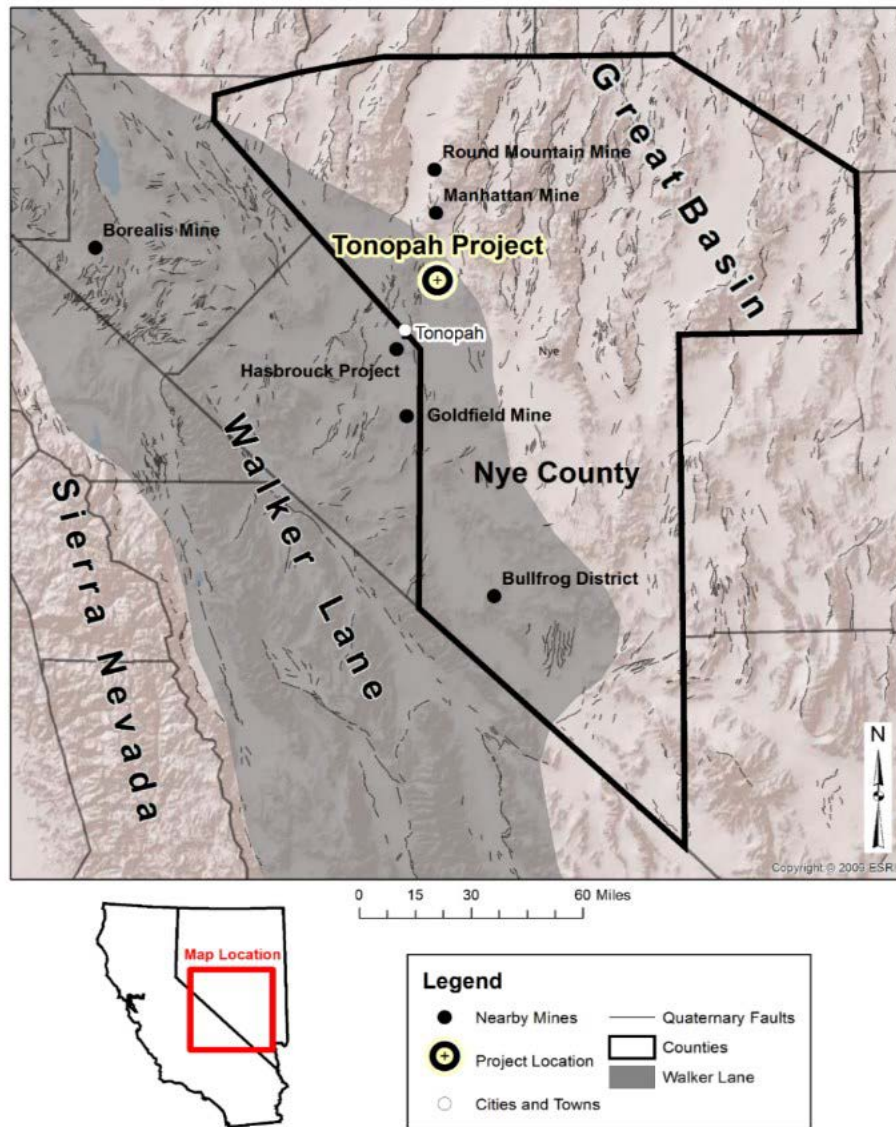 Great Basin
Round Mountain Mine
Manhattan Mine
Borealis Mine
Tonopah Project
Tonopah
Nye
Hasbrouck Project
Goldfield Mine
Walker Lane
Nye County
Sierra Nevada
Bullfrog District
N
Copyright © 2009 ESRI
0 15 30 60 Miles
Map Location
Legend
Nearby Mines
Quaternary Faults
Project Location
Counties
Walker Lane
Cities and Towns